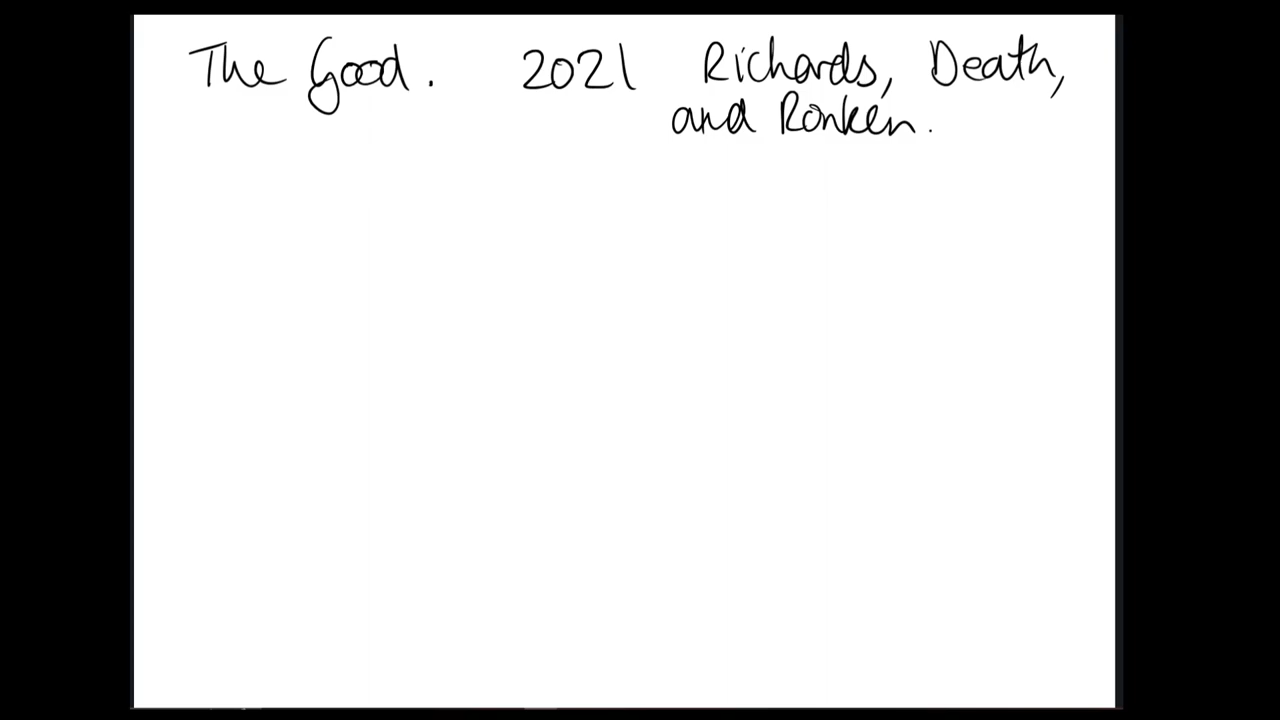 The Good. 2021 Richards, Death,
and Ronken.